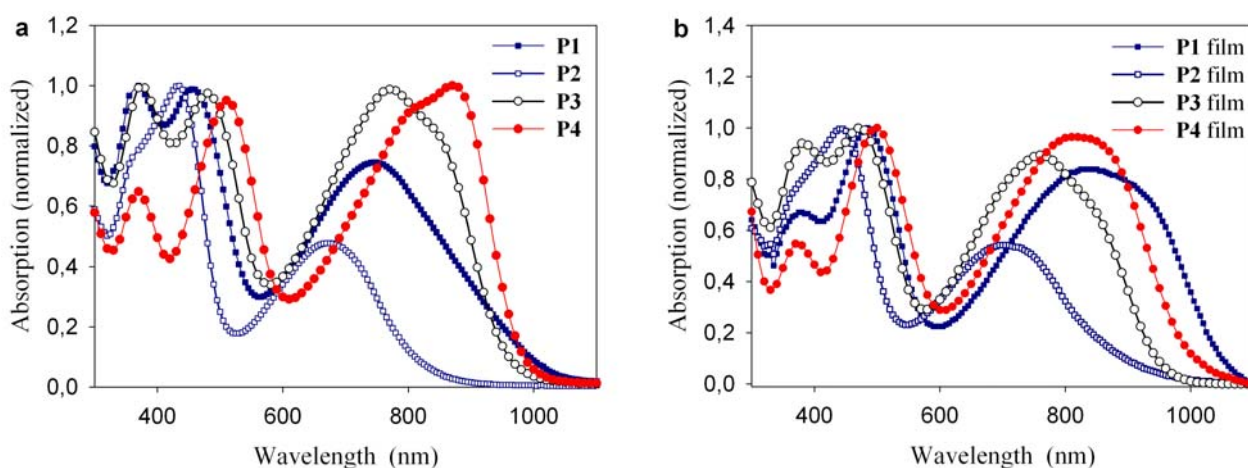 a
1,2
1,0
0,8
0,6
0,4
0,2
0,0
Absorption (normalized)
400 600 800 1000
Wavelength (nm)
P1
P2
P3
P4
b
1,4
1,2
1,0
0,8
0,6
0,4
0,2
0,0
Absorption (normalized)
400 600 800 1000
Wavelength (nm)
P1 film
P2 film
P3 film
P4 film